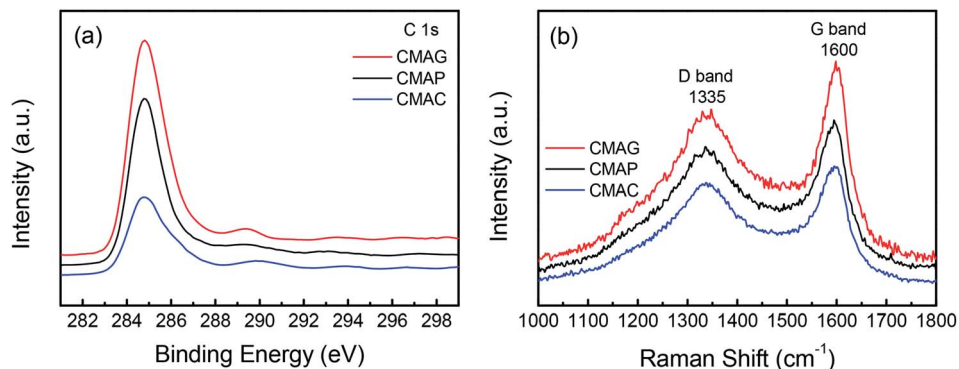 (a)
C 1s
CMAG
CMAP
CMAC
Intensity (a.u.)
282 284 286 288 290 292 294 296 298
Binding Energy (eV)
(b)
D band
1335
G band
1600
CMAG
CMAP
CMAC
Intensity (a.u.)
1000 1100 1200 1300 1400 1500 1600 1700 1800
Raman Shift (cm⁻¹)